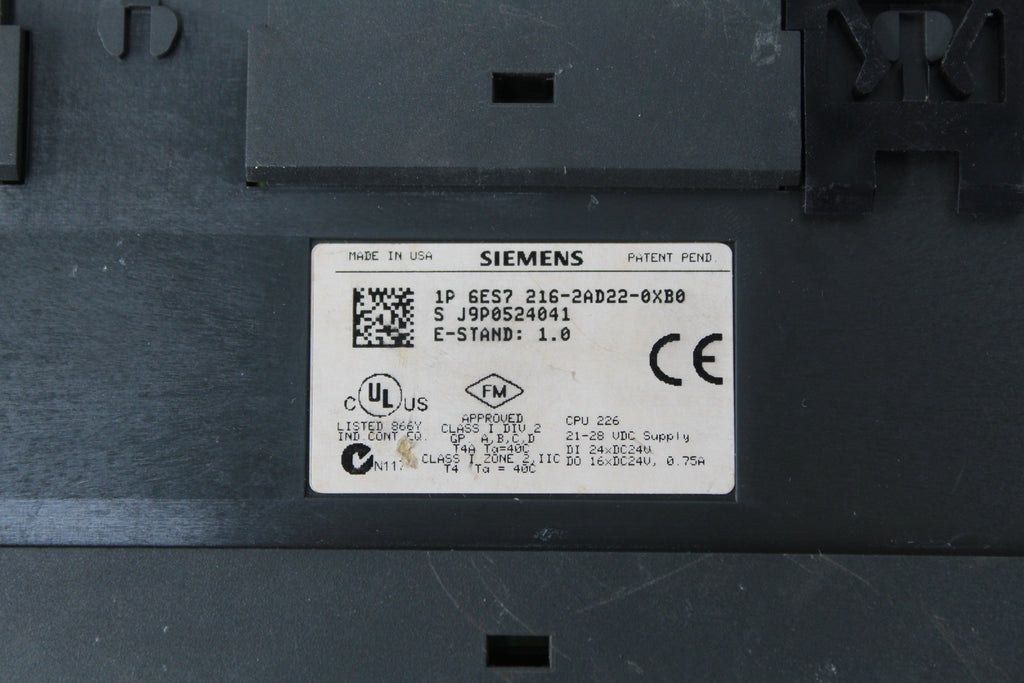 MADE IN USA SIEMENS PATENT PEND.
1P 6ES7 216-2AD22-0XB0
S J9P0524041
E-STAND: 1.0
CE
C UL US
LISTED 866Y
IND CONT EQ.
FM
APPROVED
CLASS I DIV 2
GP A,B,C,D
T4A Ta=40C
CLASS I ZONE 2,IIC
T4 Ta = 40C
CPU 226
21-28 VDC Supply
DI 24xDC24V
DO 16xDC24V, 0.75A